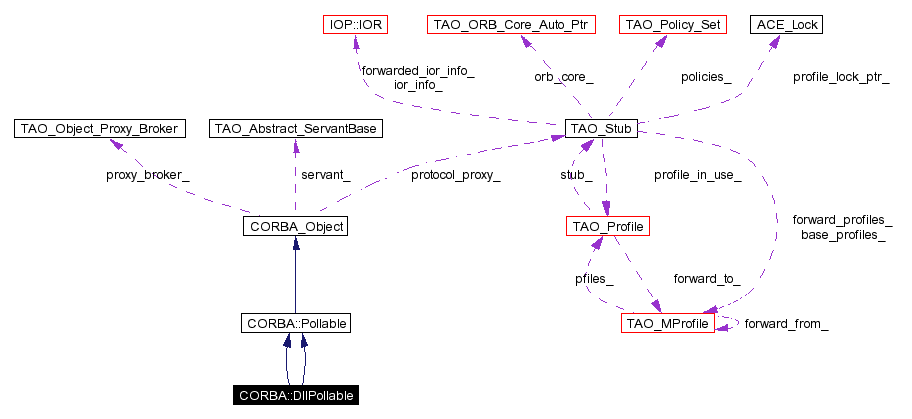 IOP::IOR
TAO_ORB_Core_Auto_Ptr
TAO_Policy_Set
ACE_Lock
forwarded_ior_info_
ior_info_
orb_core_
policies_
profile_lock_ptr_
TAO_Object_Proxy_Broker
TAO_Abstract_ServantBase
TAO_Stub
proxy_broker_
servant_
protocol_proxy_
stub_
profile_in_use_
CORBA_Object
TAO_Profile
forward_profiles_
base_profiles_
pfiles_
forward_to_
CORBA::Pollable
TAO_MProfile
forward_from_
CORBA::DIIPollable